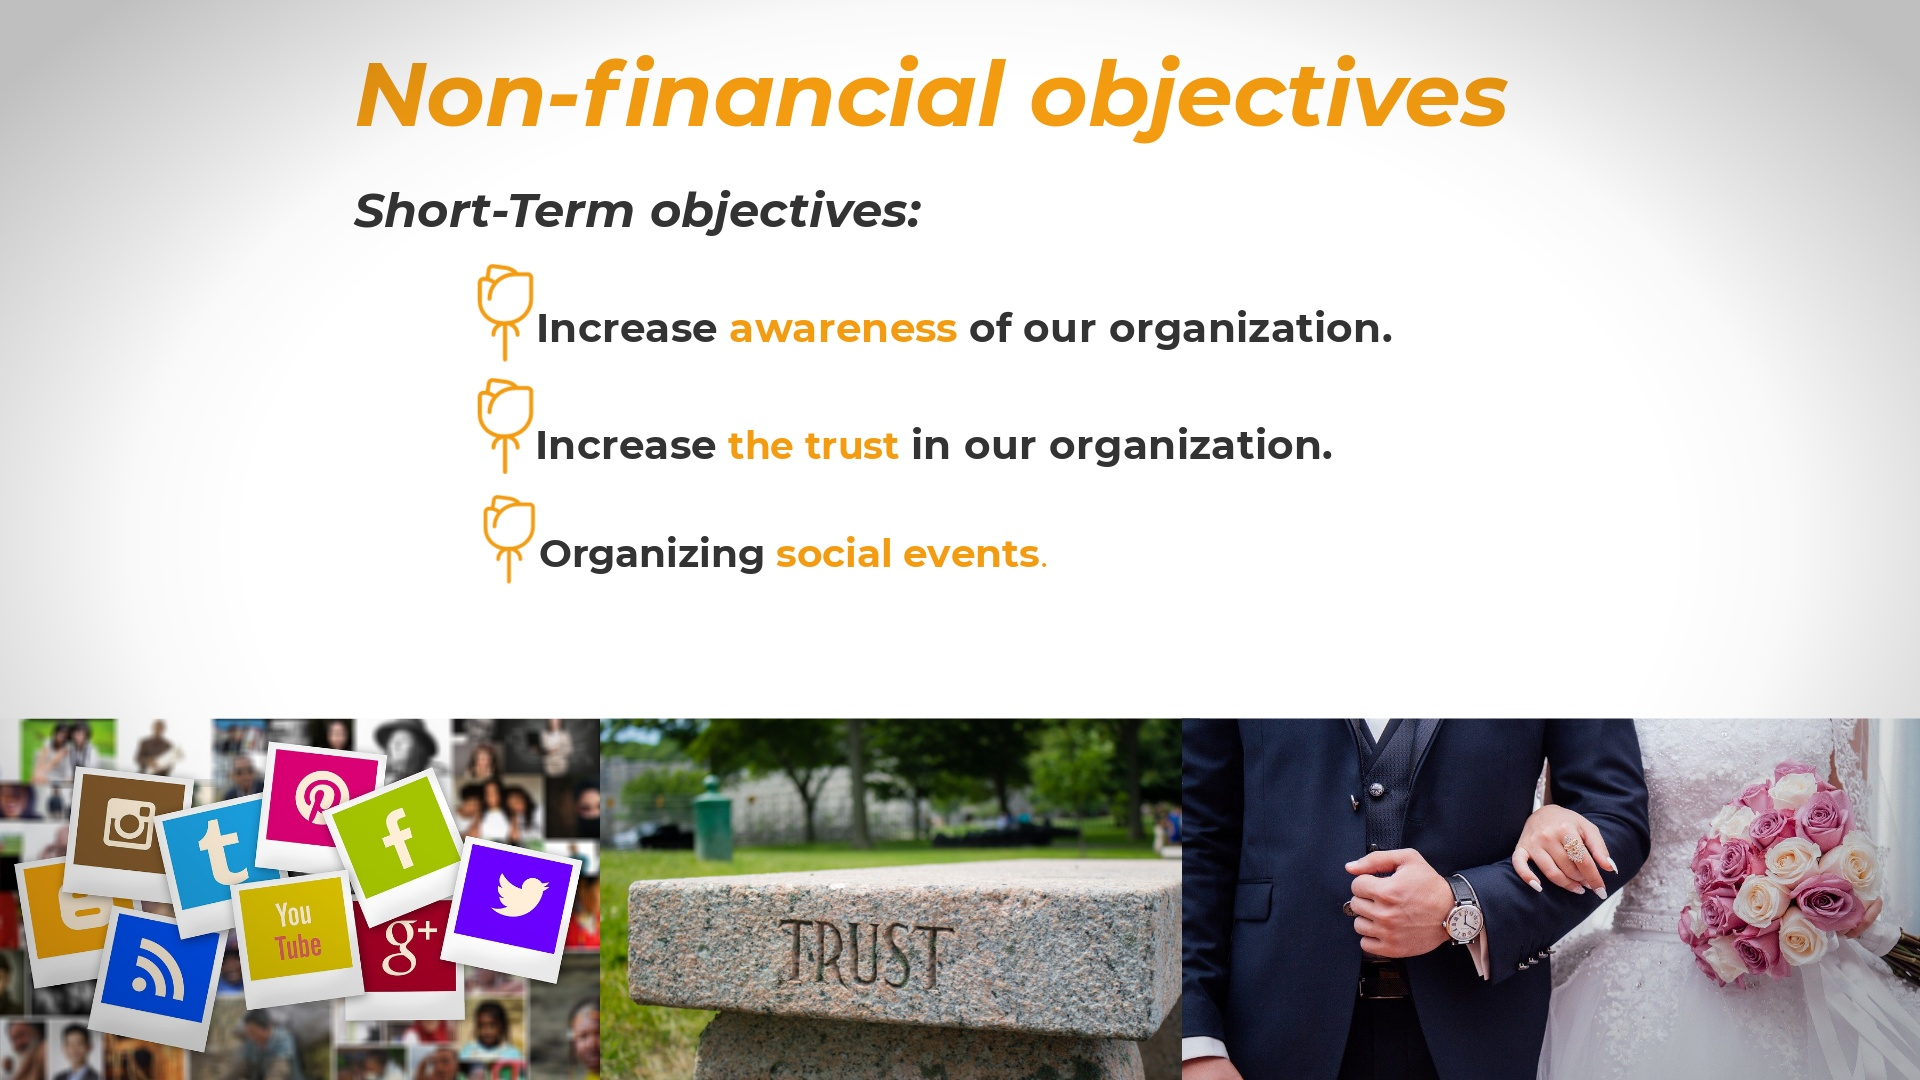 Non-financial objectives
Short-Term objectives:
Increase awareness of our organization.
Increase the trust in our organization.
Organizing social events.
You
Tube
g+
TRUST